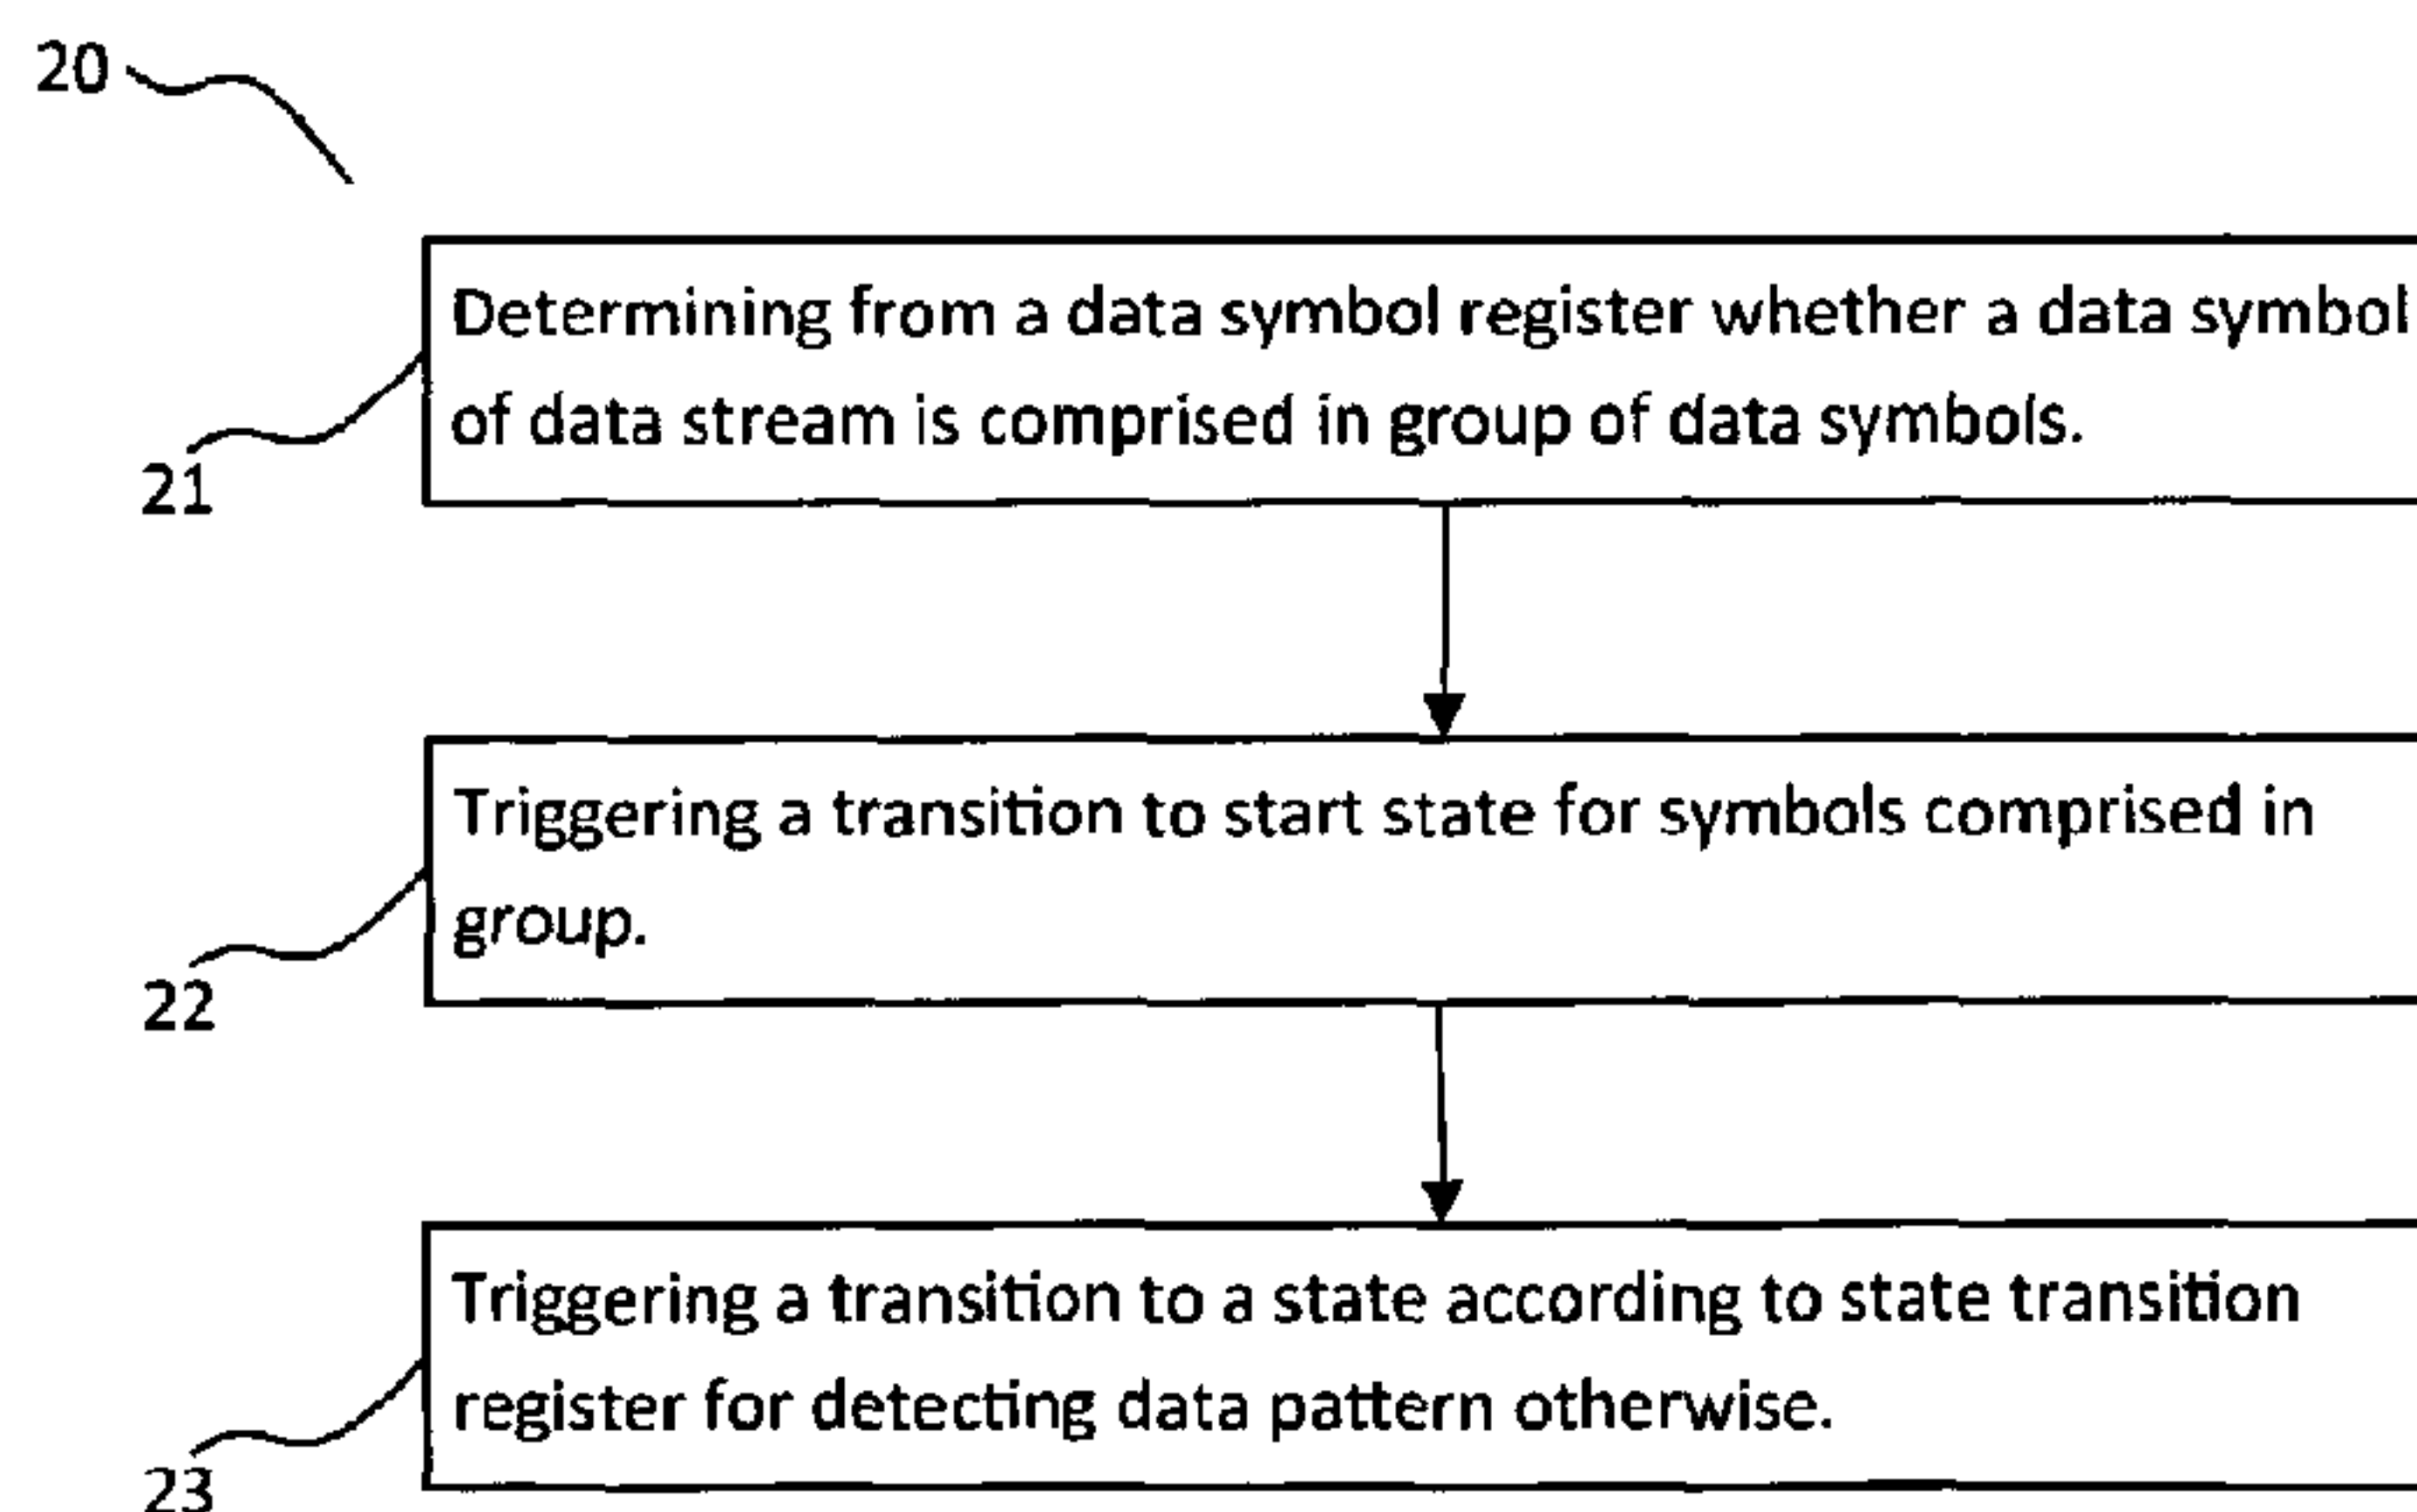 20
Determining from a data symbol register whether a data symbol
of data stream is comprised in group of data symbols.
21
Triggering a transition to start state for symbols comprised in
group.
22
Triggering a transition to a state according to state transition
register for detecting data pattern otherwise.
23